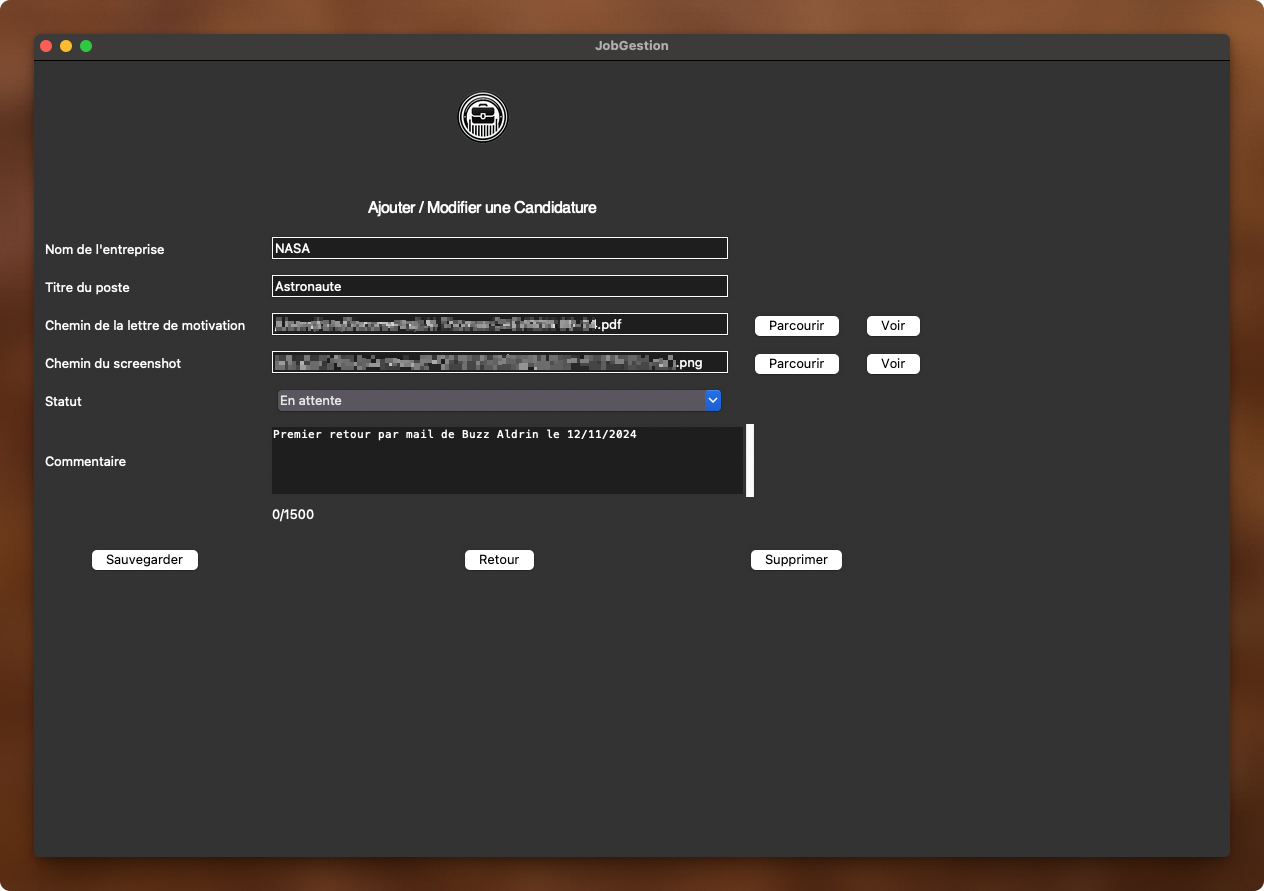 JobGestion
Ajouter / Modifier une Candidature
Nom de l'entreprise NASA
Titre du poste Astronaute
Chemin de la lettre de motivation .pdf Parcourir Voir
Chemin du screenshot .png Parcourir Voir
Statut En attente
Premier retour par mail de Buzz Aldrin le 12/11/2024
Commentaire
0/1500
Sauvegarder Retour Supprimer